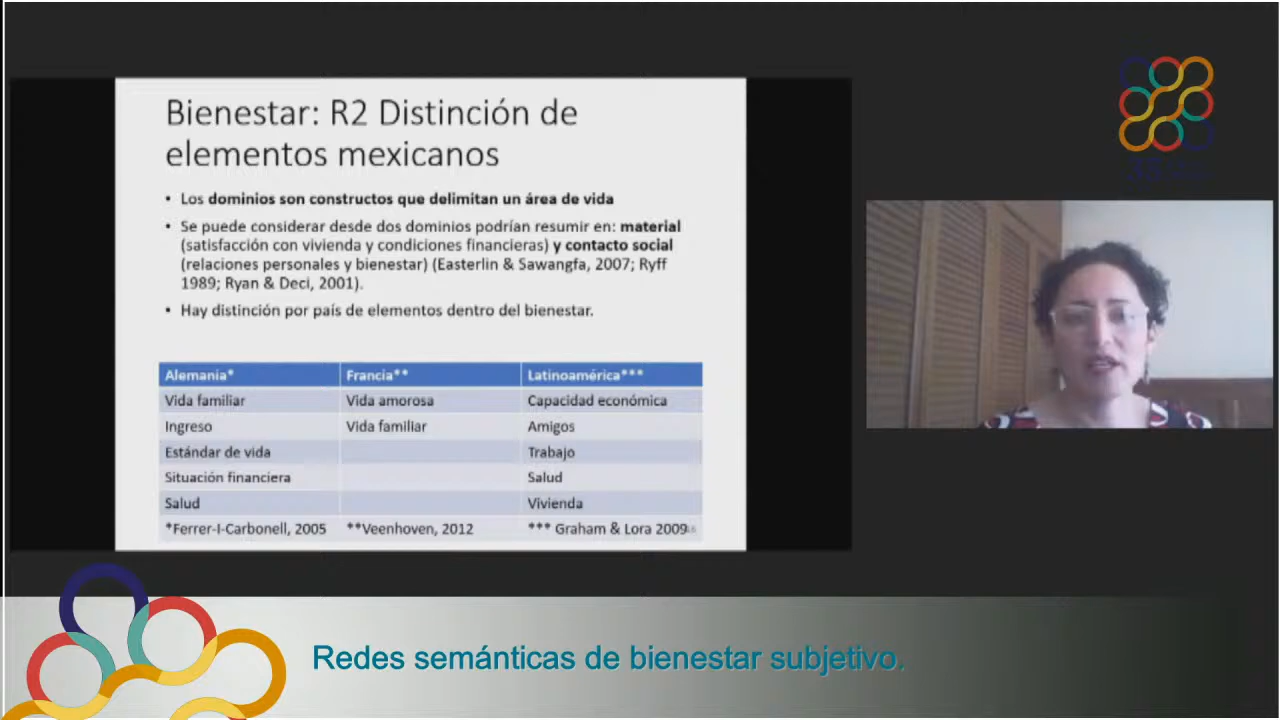 Bienestar: R2 Distinción de
elementos mexicanos
• Los dominios son constructos que delimitan un área de vida
• Se puede considerar desde dos dominios podrían resumir en: material
(satisfacción con vivienda y condiciones financieras) y contacto social
(relaciones personales y bienestar) (Easterlin & Sawangfa, 2007; Ryff
1989; Ryan & Deci, 2001).
• Hay distinción por país de elementos dentro del bienestar.
Alemania* Francia** Latinoamérica***
Vida familiar Vida amorosa Capacidad económica
Ingreso Vida familiar Amigos
Estándar de vida Trabajo
Situación financiera Salud
Salud Vivienda
*Ferrer-I-Carbonell, 2005 **Veenhoven, 2012 *** Graham & Lora 2009
Redes semánticas de bienestar subjetivo.